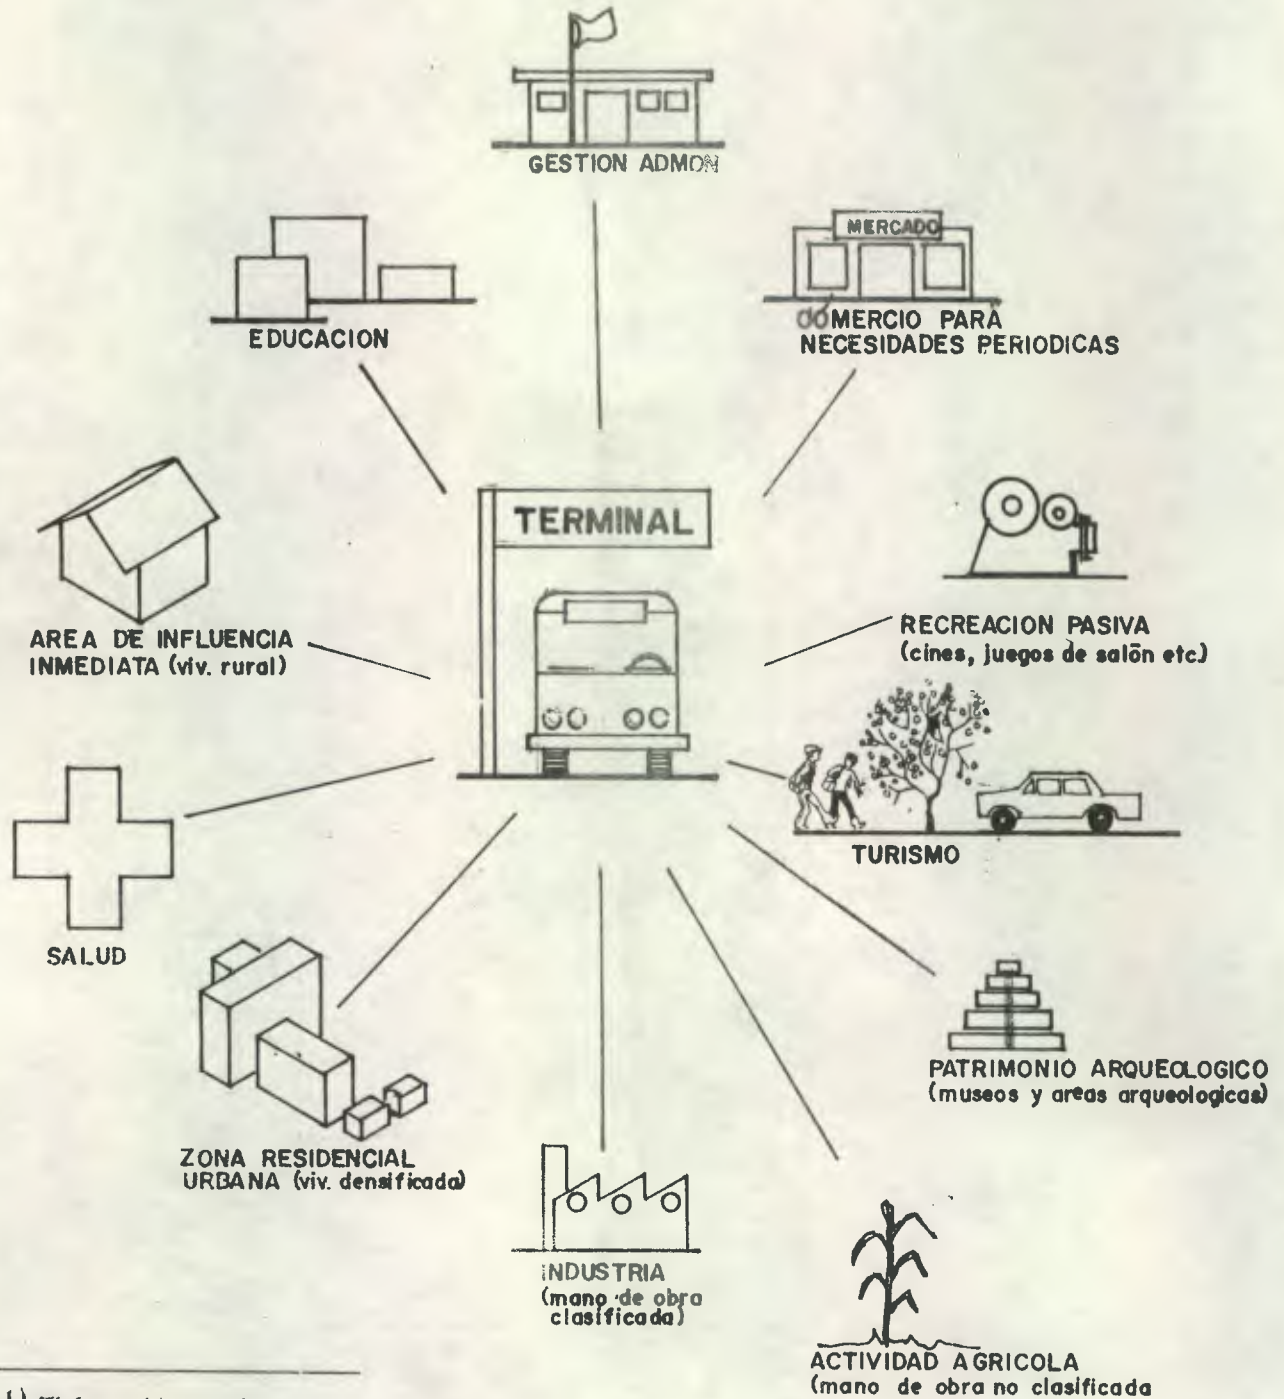 GESTION ADMON
MERCADO
COMERCIO PARA
NECESIDADES PERIODICAS
EDUCACION
TERMINAL
AREA DE INFLUENCIA
INMEDIATA (viv. rural)
RECREACION PASIVA
(cines, juegos de salón etc.)
TURISMO
SALUD
PATRIMONIO ARQUEOLOGICO
(museos y areas arqueologicas)
ZONA RESIDENCIAL
URBANA (viv. densificada)
INDUSTRIA
(mano de obra
clasificada)
ACTIVIDAD AGRICOLA
(mano de obra no clasificada